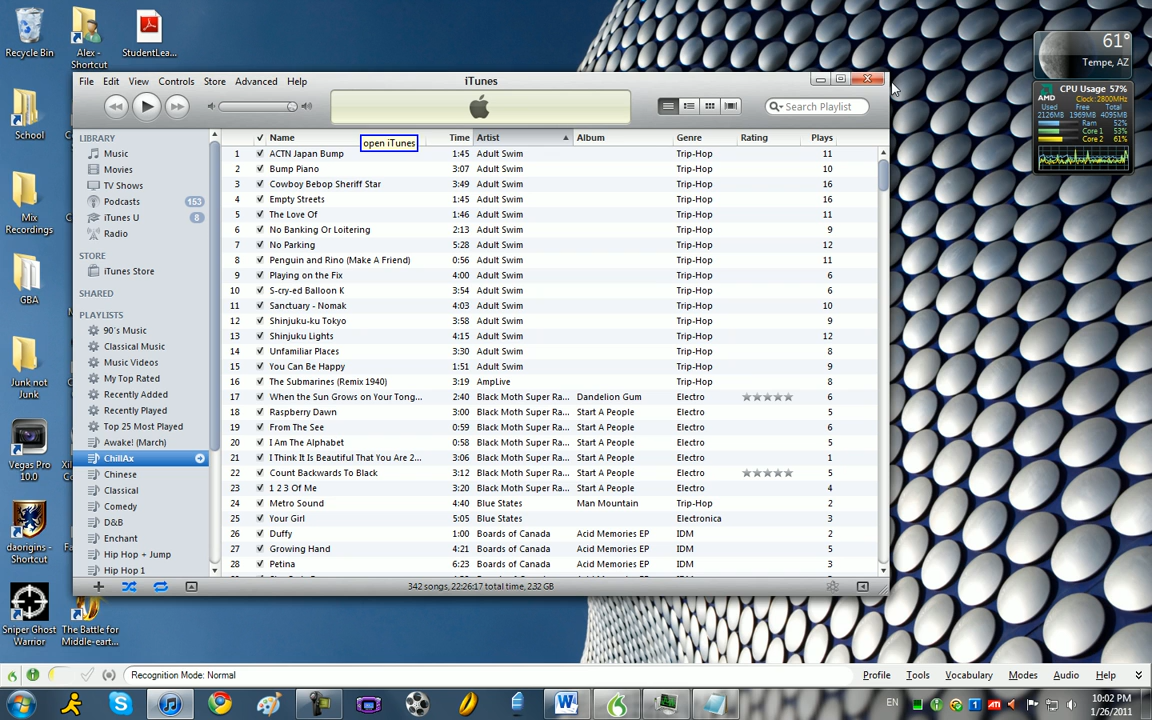 Recycle Bin
Alex - Shortcut
StudentLea...
School
Mix Recordings
GBA
Junk not Junk
Vegas Pro 10.0
daorigins - Shortcut
Sniper Ghost Warrior
The Battle for Middle-eart...
61°
Tempe, AZ
AMD
CPU Usage 57%
Clock: 2800MHz
Used Free Total
2126MB 1969MB 4095MB
Ram 52%
Core 1 53%
Core 2 61%
iTunes
File Edit View Controls Store Advanced Help
Search Playlist
open iTunes
LIBRARY
Music
Movies
TV Shows
Podcasts 153
iTunes U 8
Radio
STORE
iTunes Store
SHARED
PLAYLISTS
90's Music
Classical Music
Music Videos
My Top Rated
Recently Added
Recently Played
Top 25 Most Played
Awake! (March)
ChillAx
Chinese
Classical
Comedy
D&B
Enchant
Hip Hop + Jump
Hip Hop 1
Name Time Artist Album Genre Rating Plays
1 ACTN Japan Bump 1:45 Adult Swim Trip-Hop 11
2 Bump Piano 3:07 Adult Swim Trip-Hop 10
3 Cowboy Bebop Sheriff Star 3:49 Adult Swim Trip-Hop 16
4 Empty Streets 1:45 Adult Swim Trip-Hop 16
5 The Love Of 1:46 Adult Swim Trip-Hop 11
6 No Banking Or Loitering 2:13 Adult Swim Trip-Hop 9
7 No Parking 5:28 Adult Swim Trip-Hop 12
8 Penguin and Rino (Make A Friend) 0:56 Adult Swim Trip-Hop 11
9 Playing on the Fix 4:00 Adult Swim Trip-Hop 6
10 S-cry-ed Balloon K 3:54 Adult Swim Trip-Hop 6
11 Sanctuary - Nomak 4:03 Adult Swim Trip-Hop 10
12 Shinjuku-ku Tokyo 3:58 Adult Swim Trip-Hop 9
13 Shinjuku Lights 4:15 Adult Swim Trip-Hop 12
14 Unfamiliar Places 3:30 Adult Swim Trip-Hop 8
15 You Can Be Happy 1:51 Adult Swim Trip-Hop 9
16 The Submarines (Remix 1940) 3:19 AmpLive Trip-Hop 8
17 When the Sun Grows on Your Tong... 2:40 Black Moth Super Ra... Dandelion Gum Electro 6
18 Raspberry Dawn 3:00 Black Moth Super Ra... Start A People Electro 5
19 From The See 0:59 Black Moth Super Ra... Start A People Electro 6
20 I Am The Alphabet 0:58 Black Moth Super Ra... Start A People Electro 5
21 I Think It Is Beautiful That You Are 2... 3:36 Black Moth Super Ra... Start A People Electro 1
22 Count Backwards To Black 3:12 Black Moth Super Ra... Start A People Electro 5
23 1 2 3 Of Me 3:20 Black Moth Super Ra... Start A People Electro 4
24 Metro Sound 4:40 Blue States Man Mountain Trip-Hop 2
25 Your Girl 5:05 Blue States Electronica 3
26 Duffy 1:00 Boards of Canada Acid Memories EP IDM 2
27 Growing Hand 4:21 Boards of Canada Acid Memories EP IDM 5
28 Petina 6:23 Boards of Canada Acid Memories EP IDM 3
342 songs, 22:26:17 total time, 2.32 GB
Recognition Mode: Normal
Profile Tools Vocabulary Modes Audio Help
EN
10:02 PM
1/26/2011